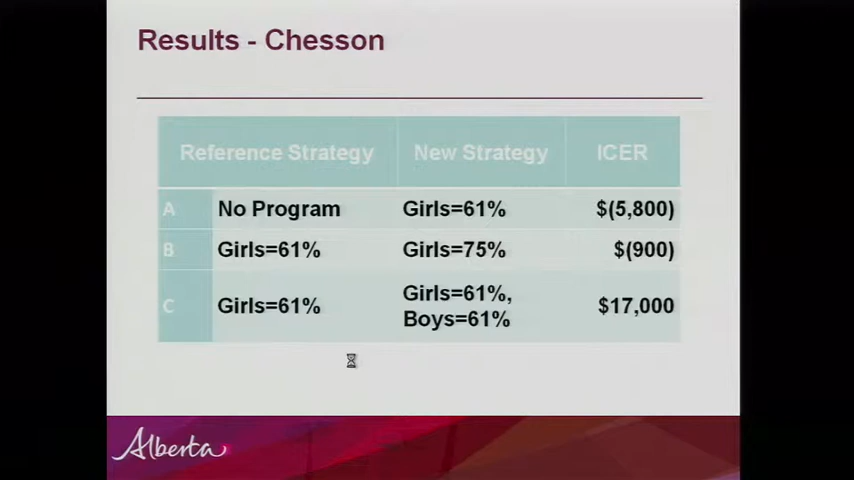 Results - Chesson
Reference Strategy New Strategy ICER
A No Program Girls=61% $(5,800)
B Girls=61% Girls=75% $(900)
C Girls=61% Girls=61%, Boys=61% $17,000
Alberta